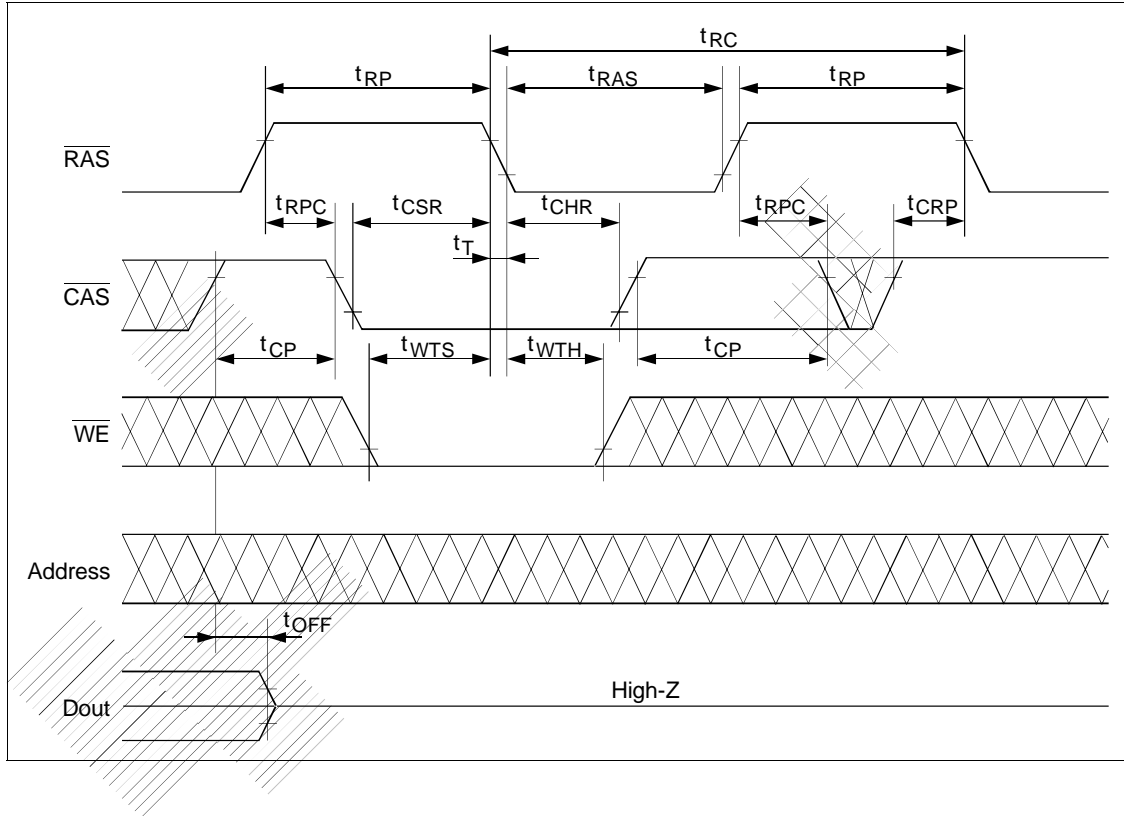 tRC
tRP tRAS tRP
RAS
tRPC tCSR tCHR tRPC tCRP
tT
CAS
tCP tWTS tWTH tCP
WE
Address
tOFF
High-Z
Dout